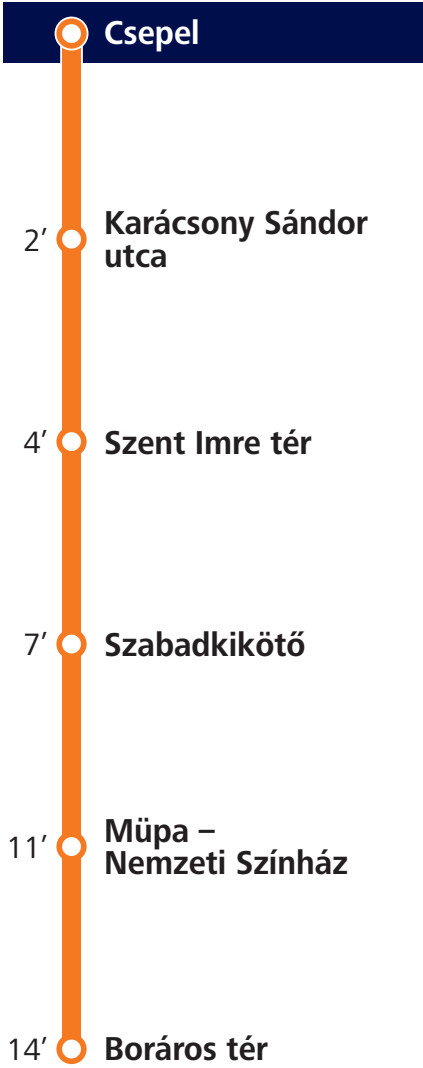 Csepel
2’ Karácsony Sándor
utca
4’ Szent Imre tér
7’ Szabadkikötő
11’ Müpa –
Nemzeti Színház
14’ Boráros tér